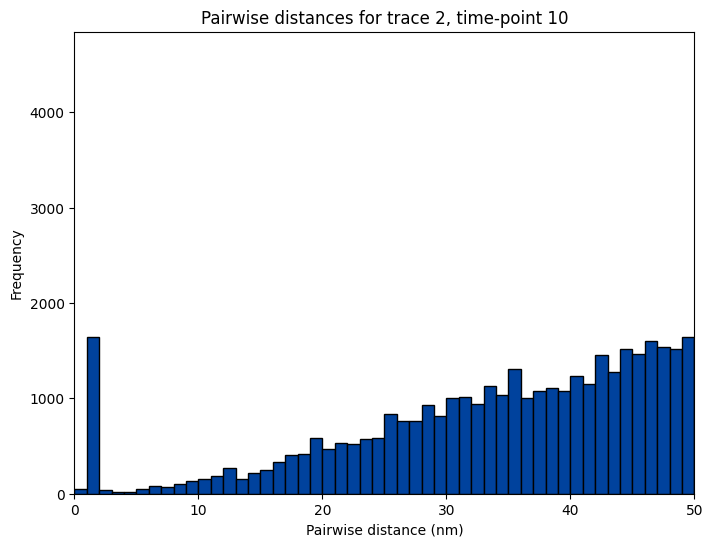 Pairwise distances for trace 2, time-point 10
Frequency
4000
3000
2000
1000
0
0 10 20 30 40 50
Pairwise distance (nm)